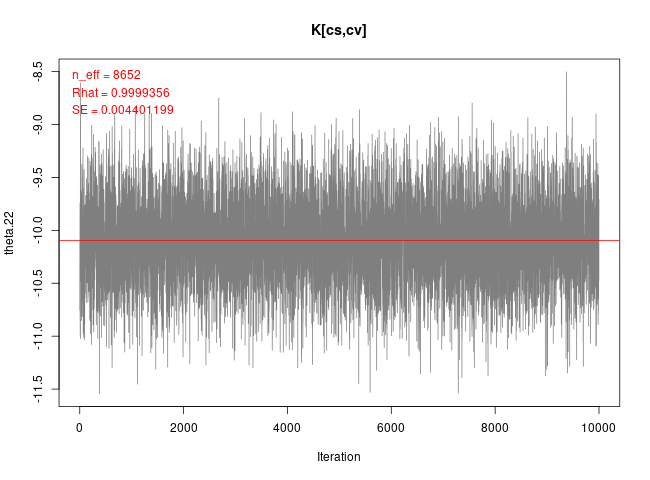 K[cs,cv]
n_eff = 8652
Rhat = 0.9999356
SE = 0.004401199
-8.5
-9.0
-9.5
-10.0
-10.5
-11.0
-11.5
theta.22
0 2000 4000 6000 8000 10000
Iteration